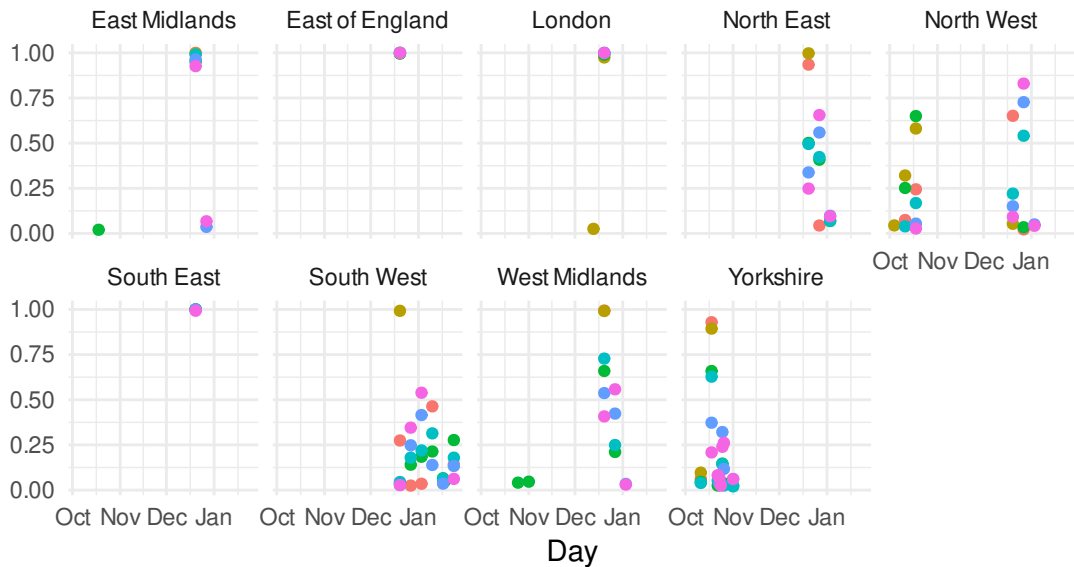 East Midlands East of England London North East North West
1.00
0.75
0.50
0.25
0.00
Oct Nov Dec Jan
South East South West West Midlands Yorkshire
1.00
0.75
0.50
0.25
0.00
Oct Nov Dec Jan Oct Nov Dec Jan Oct Nov Dec Jan Oct Nov Dec Jan
Day